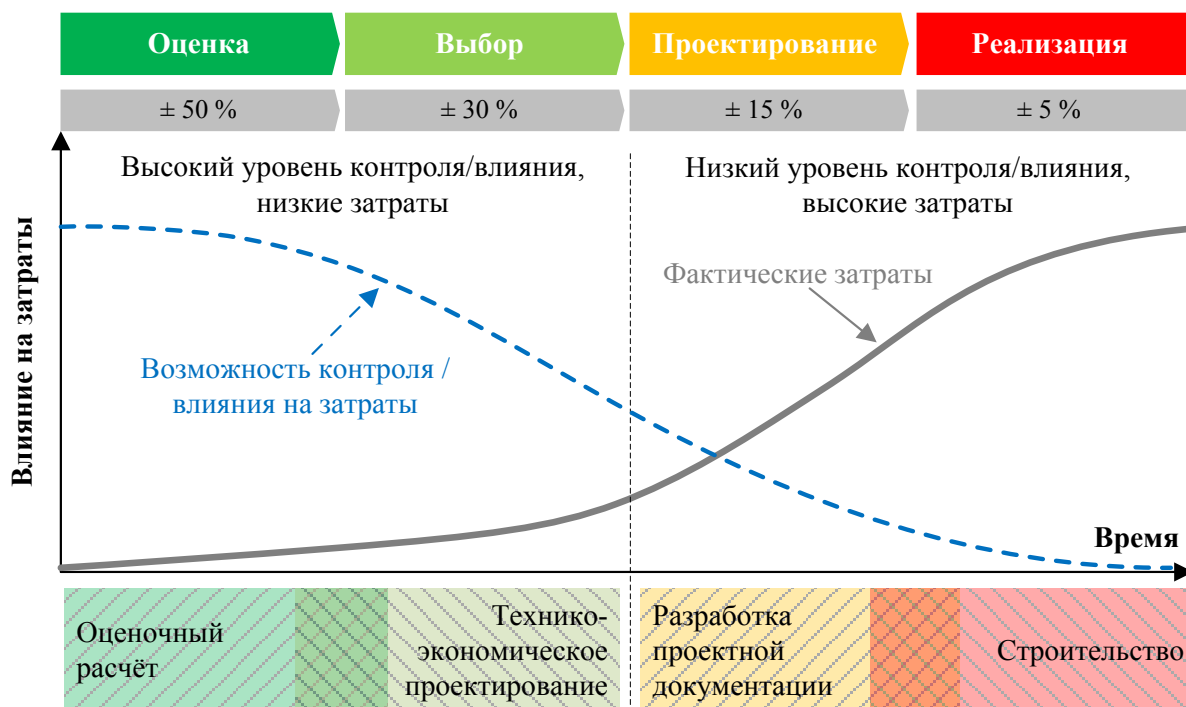 Оценка
Выбор
Проектирование
Реализация
± 50 %
± 30 %
± 15 %
± 5 %
Высокий уровень контроля/влияния,
низкие затраты
Низкий уровень контроля/влияния,
высокие затраты
Фактические затраты
Возможность контроля /
влияния на затраты
Влияние на затраты
Время
Оценочный
расчёт
Технико-
экономическое
проектирование
Разработка
проектной
документации
Строительство